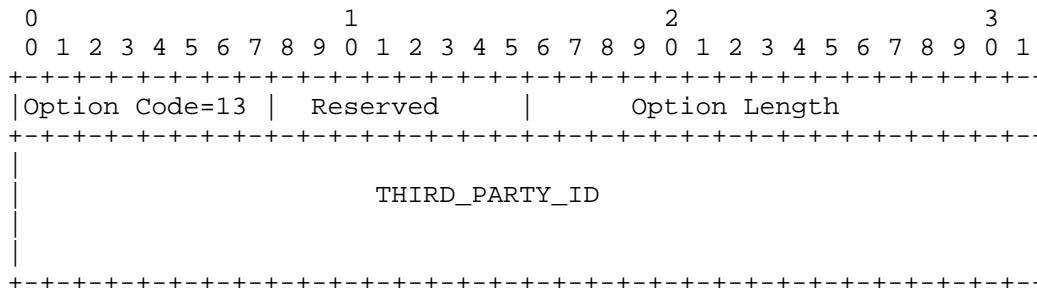 0                   1                   2                   3
 0 1 2 3 4 5 6 7 8 9 0 1 2 3 4 5 6 7 8 9 0 1 2 3 4 5 6 7 8 9 0 1
+-+-+-+-+-+-+-+-+-+-+-+-+-+-+-+-+-+-+-+-+-+-+-+-+-+-+-+-+-+-+-+-
|Option Code=13 |  Reserved     |      Option Length
+-+-+-+-+-+-+-+-+-+-+-+-+-+-+-+-+-+-+-+-+-+-+-+-+-+-+-+-+-+-+-+-
|
|                      THIRD_PARTY_ID
|
|
+-+-+-+-+-+-+-+-+-+-+-+-+-+-+-+-+-+-+-+-+-+-+-+-+-+-+-+-+-+-+-+-